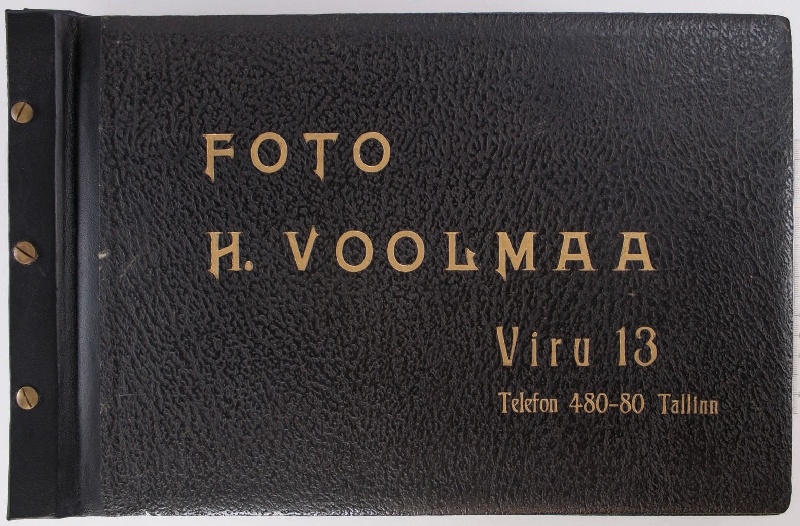 FOTO
H. VOOLMAA
Viru 13
Telefon 480-80 Tallinn